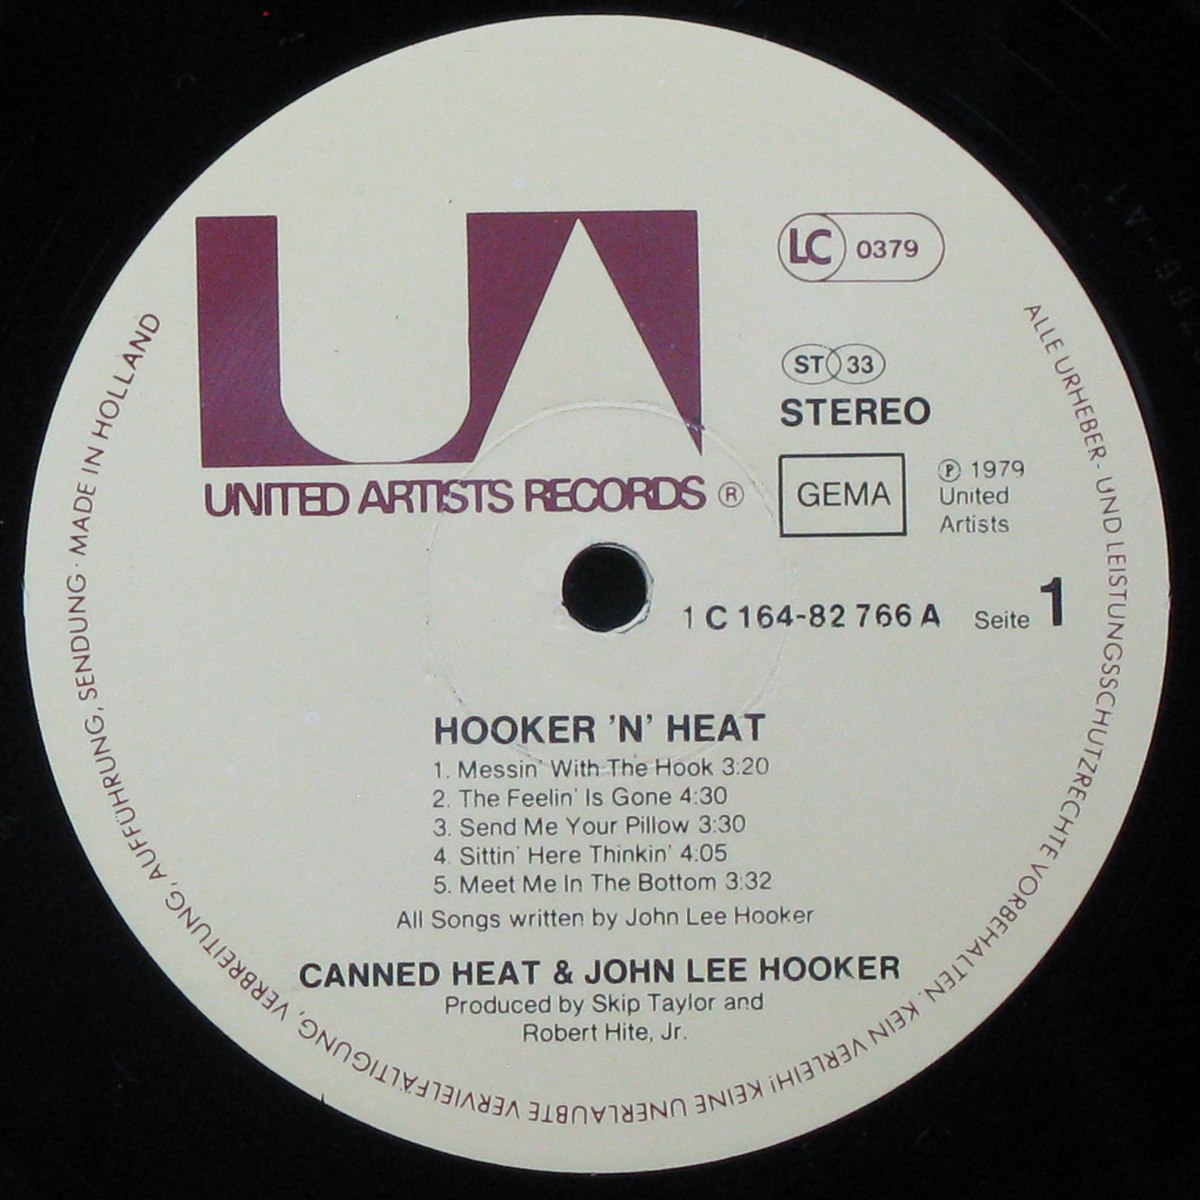 UA
UNITED ARTISTS RECORDS ®
LC 0379
ST 33
STEREO
GEMA
℗ 1979
United
Artists
1 C 164-82 766 A
Seite 1
HOOKER 'N' HEAT
1. Messin' With The Hook 3:20
2. The Feelin' Is Gone 4:30
3. Send Me Your Pillow 3:30
4. Sittin' Here Thinkin' 4:05
5. Meet Me In The Bottom 3:32
All Songs written by John Lee Hooker
CANNED HEAT & JOHN LEE HOOKER
Produced by Skip Taylor and
Robert Hite, Jr.
ALLE URHEBER- UND LEISTUNGSSCHUTZRECHTE VORBEHALTEN. KEIN VERLEIH! KEINE UNERLAUBTE VERVIELFÄLTIGUNG, VERBREITUNG, AUFFÜHRUNG, SENDUNG · MADE IN HOLLAND